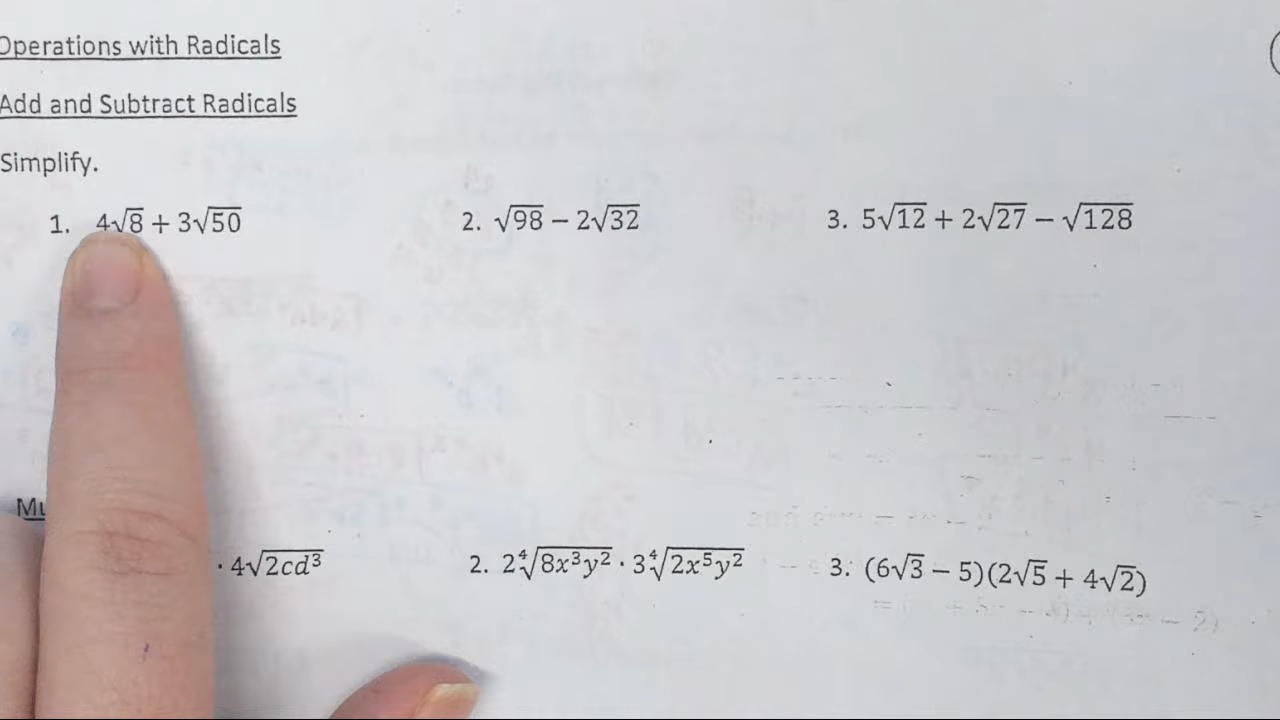 Operations with Radicals
Add and Subtract Radicals
Simplify.
1. 4√8 + 3√50
2. √98 − 2√32
3. 5√12 + 2√27 − √128
· 4√2cd³
2. 2∜8x³y² · 3∜2x⁵y²
3. (6√3 − 5)(2√5 + 4√2)